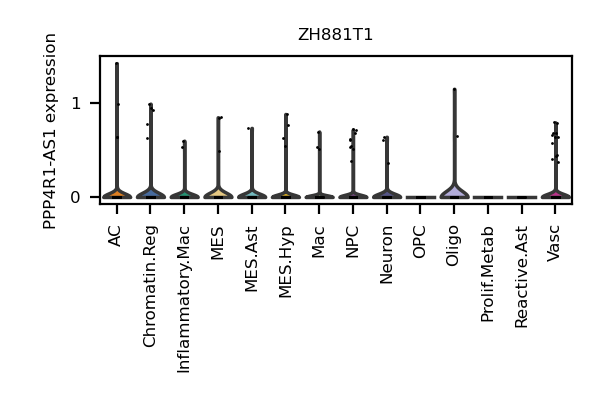 ZH881T1
PPP4R1-AS1 expression
1
0
AC
Chromatin.Reg
Inflammatory.Mac
MES
MES.Ast
MES.Hyp
Mac
NPC
Neuron
OPC
Oligo
Prolif.Metab
Reactive.Ast
Vasc